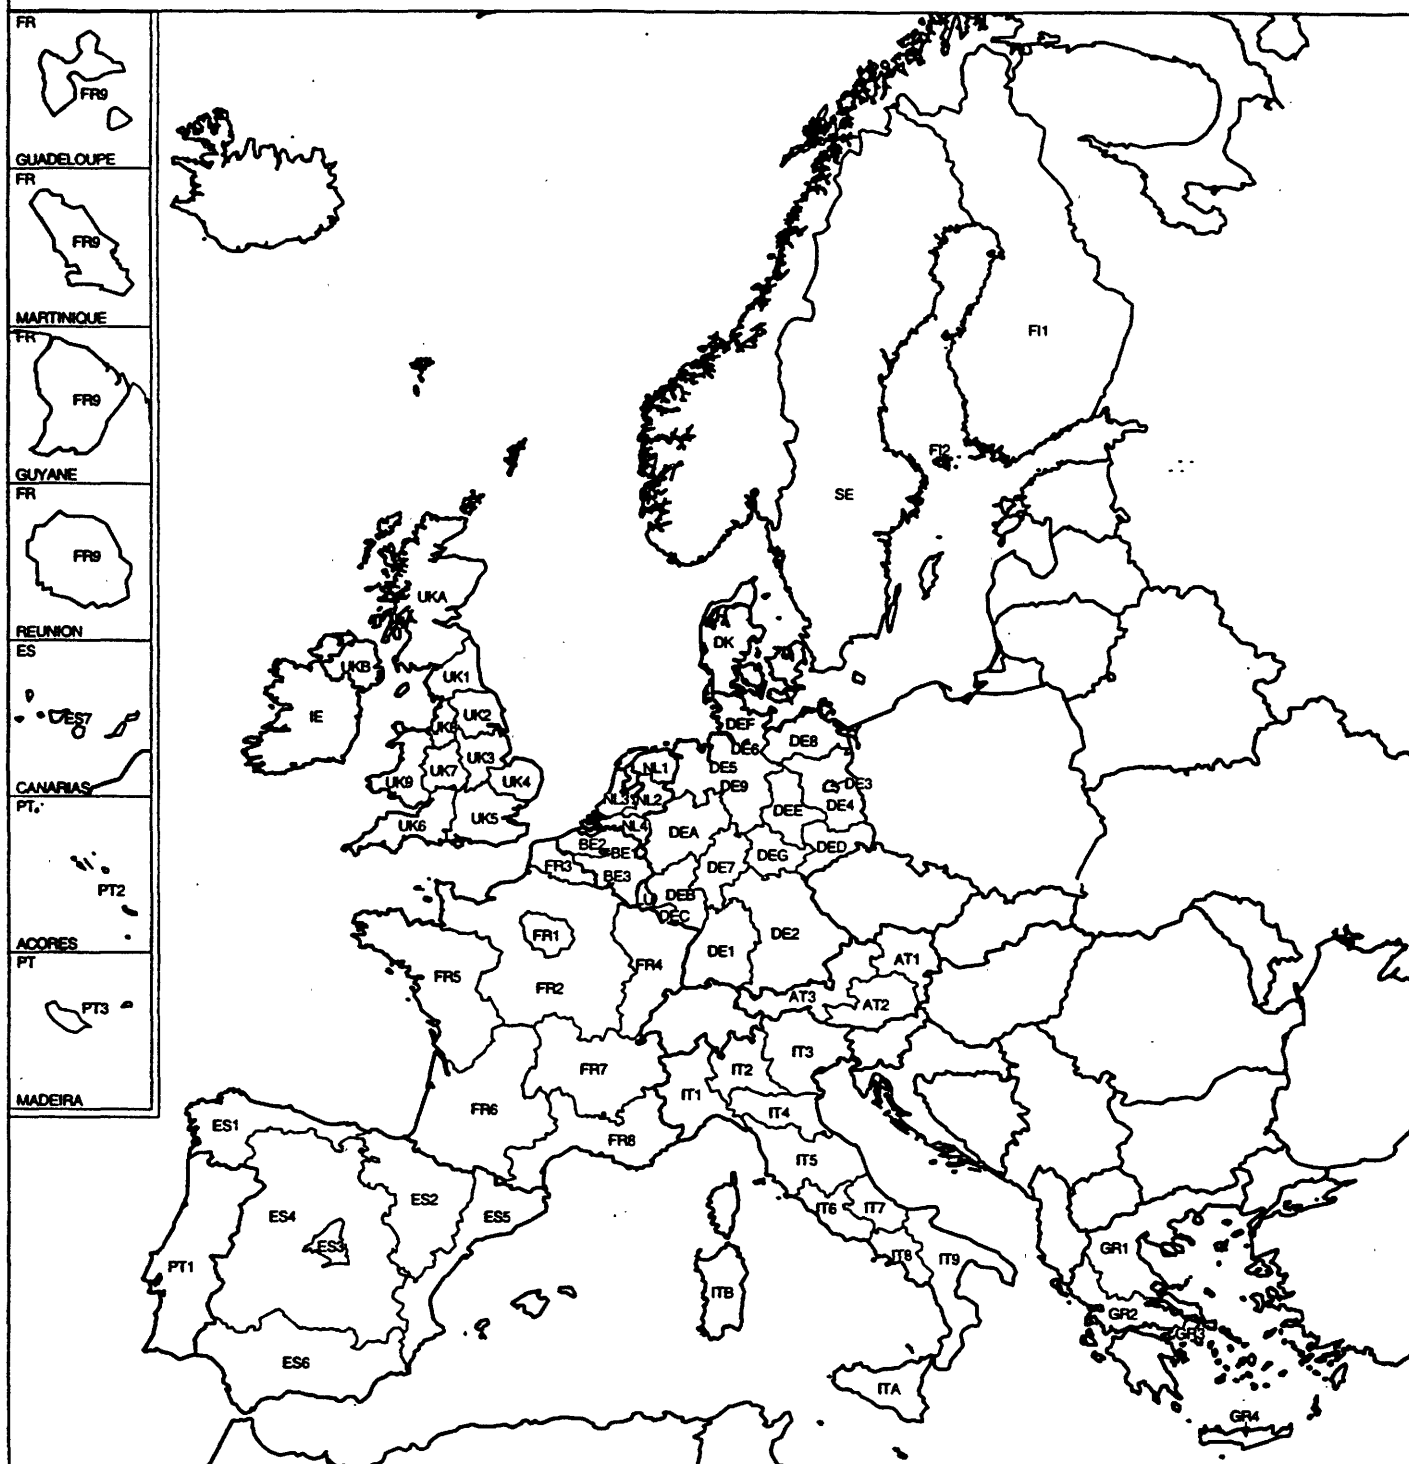 FR
FR9
GUADELOUPE
FR
FR9
MARTINIQUE
FR
FR9
GUYANE
FR
FR9
REUNION
ES
ES7
CANARIAS
PT
PT2
ACORES
PT
PT3
MADEIRA
FI1
FI2
SE
UKA
DK
UKB
UK1
IE
UK2
UK8
DEF
DE6
DE8
UK3
UK7
UK9
UK4
NL1
DE5
DE3
DE9
NL3
NL2
DE4
DEE
UK6
UK5
NL4
DEA
BE2
BE1
DEG
DED
FR3
BE3
DE7
DEB
DEC
FR1
DE1
DE2
FR5
FR4
AT1
FR2
AT3
AT2
IT3
FR7
IT2
IT1
FR6
IT4
ES1
FR8
IT5
ES2
ES4
ES5
IT6
IT7
ES3
GR1
PT1
IT8
IT9
ITB
GR2
GR3
ES6
ITA
GR4